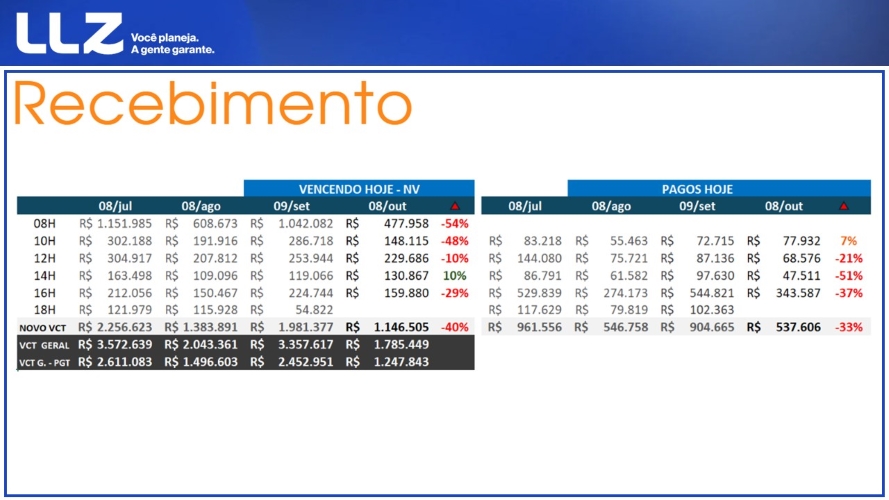 LLZ Você planeja.
A gente garante.
Recebimento
VENCENDO HOJE - NV PAGOS HOJE
08/jul 08/ago 09/set 08/out ▲ 08/jul 08/ago 09/set 08/out ▲
08H R$ 1.151.985 R$ 608.673 R$ 1.042.082 R$ 477.958 -54%
10H R$ 302.188 R$ 191.916 R$ 286.718 R$ 148.115 -48% R$ 83.218 R$ 55.463 R$ 72.715 R$ 77.932 7%
12H R$ 304.917 R$ 207.812 R$ 253.944 R$ 229.686 -10% R$ 144.080 R$ 75.721 R$ 87.136 R$ 68.576 -21%
14H R$ 163.498 R$ 109.096 R$ 119.066 R$ 130.867 10% R$ 86.791 R$ 61.582 R$ 97.630 R$ 47.511 -51%
16H R$ 212.056 R$ 150.467 R$ 224.744 R$ 159.880 -29% R$ 529.839 R$ 274.173 R$ 544.821 R$ 343.587 -37%
18H R$ 121.979 R$ 115.928 R$ 54.822 R$ 117.629 R$ 79.819 R$ 102.363
NOVO VCT R$ 2.256.623 R$ 1.383.891 R$ 1.981.377 R$ 1.146.505 -40% R$ 961.556 R$ 546.758 R$ 904.665 R$ 537.606 -33%
VCT GERAL R$ 3.572.639 R$ 2.043.361 R$ 3.357.617 R$ 1.785.449
VCT G. - PGT R$ 2.611.083 R$ 1.496.603 R$ 2.452.951 R$ 1.247.843